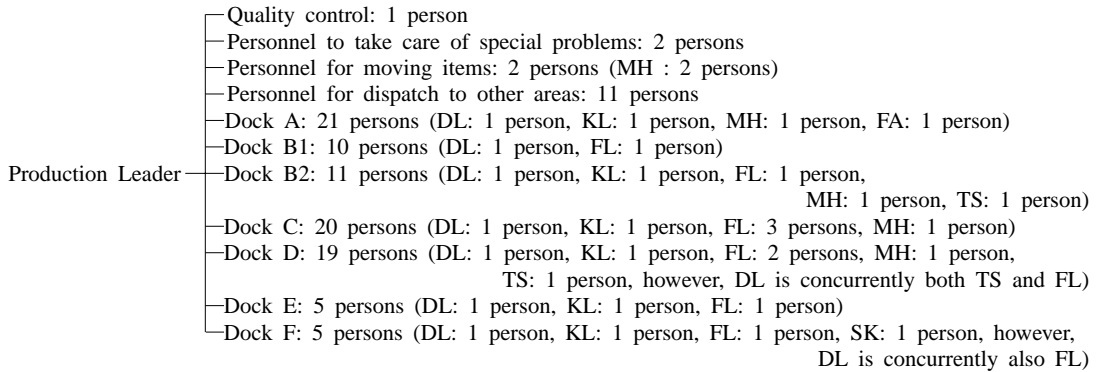 Quality control: 1 person
Personnel to take care of special problems: 2 persons
Personnel for moving items: 2 persons (MH : 2 persons)
Personnel for dispatch to other areas: 11 persons
Dock A: 21 persons (DL: 1 person, KL: 1 person, MH: 1 person, FA: 1 person)
Dock B1: 10 persons (DL: 1 person, FL: 1 person)
Production Leader
Dock B2: 11 persons (DL: 1 person, KL: 1 person, FL: 1 person,
MH: 1 person, TS: 1 person)
Dock C: 20 persons (DL: 1 person, KL: 1 person, FL: 3 persons, MH: 1 person)
Dock D: 19 persons (DL: 1 person, KL: 1 person, FL: 2 persons, MH: 1 person,
TS: 1 person, however, DL is concurrently both TS and FL)
Dock E: 5 persons (DL: 1 person, KL: 1 person, FL: 1 person)
Dock F: 5 persons (DL: 1 person, KL: 1 person, FL: 1 person, SK: 1 person, however,
DL is concurrently also FL)